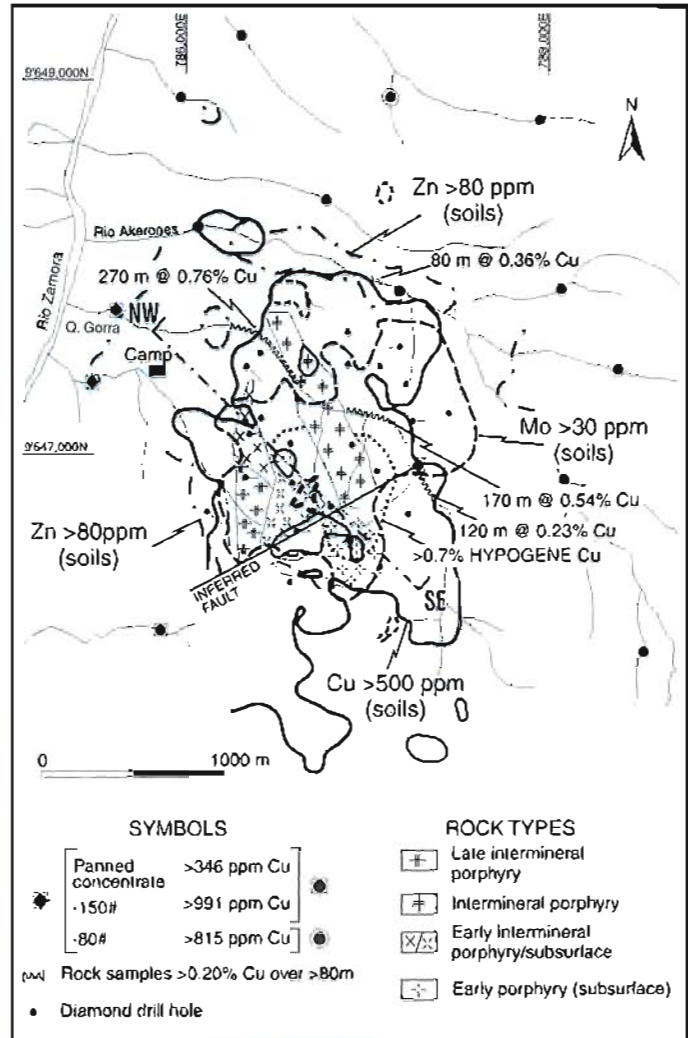 786,000E
789,000E
9'649,000N
N
Zn >80 ppm
(soils)
Rio Akerones
80 m @ 0.36% Cu
270 m @ 0.76% Cu
Rio Zamora
NW
Q. Gorra
Camp
Mo >30 ppm
(soils)
9'647,000N
170 m @ 0.54% Cu
Zn >80ppm
(soils)
120 m @ 0.23% Cu
>0.7% HYPOGENE Cu
INFERRED
FAULT
SE
Cu >500 ppm
(soils)
0 1000 m
SYMBOLS
Panned
concentrate >346 ppm Cu
-150# >991 ppm Cu
-80# >815 ppm Cu
Rock samples >0.20% Cu over >80m
Diamond drill hole
ROCK TYPES
Late intermineral
porphyry
Intermineral porphyry
Early intermineral
porphyry/subsurface
Early porphyry (subsurface)